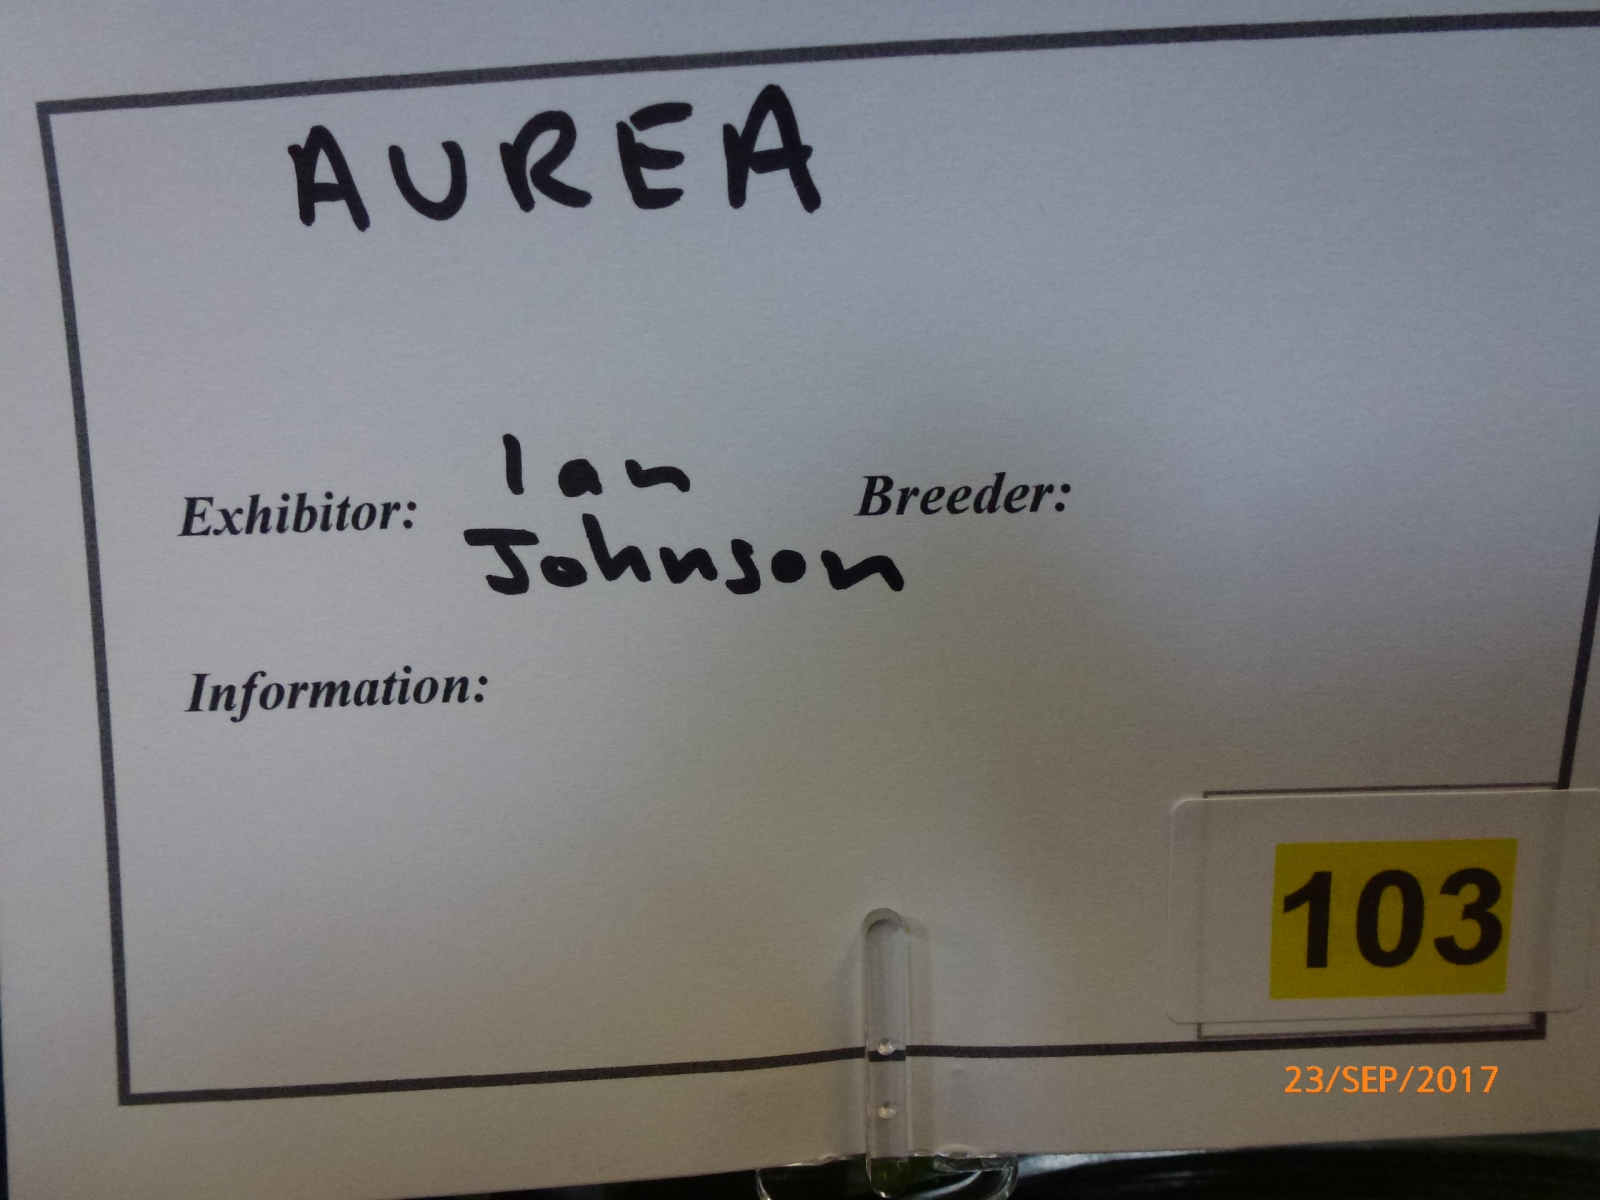 AUREA
Exhibitor: Ian Johnson
Breeder:
Information:
103
23/SEP/2017